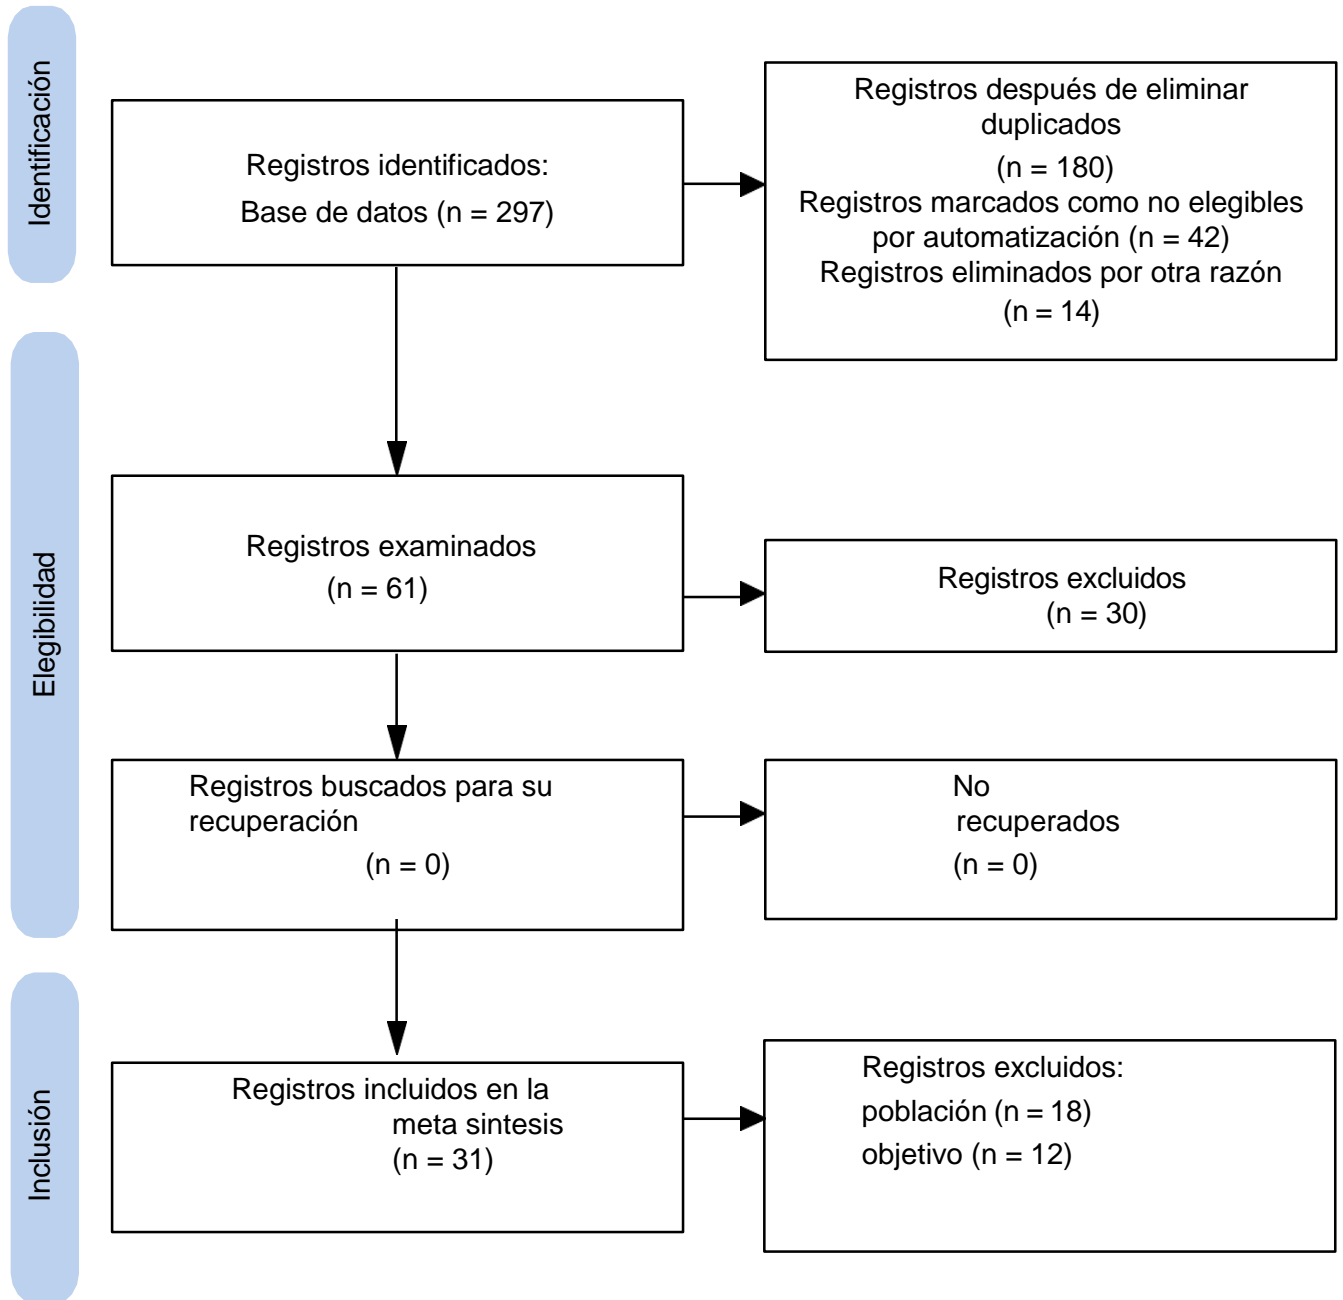 Identificación
Registros identificados:
Base de datos (n = 297)
Registros después de eliminar
duplicados
(n = 180)
Registros marcados como no elegibles
por automatización (n = 42)
Registros eliminados por otra razón
(n = 14)
Elegibilidad
Registros examinados
(n = 61)
Registros excluidos
(n = 30)
Registros buscados para su
recuperación
(n = 0)
No
recuperados
(n = 0)
Inclusión
Registros incluidos en la
meta sintesis
(n = 31)
Registros excluidos:
población (n = 18)
objetivo (n = 12)